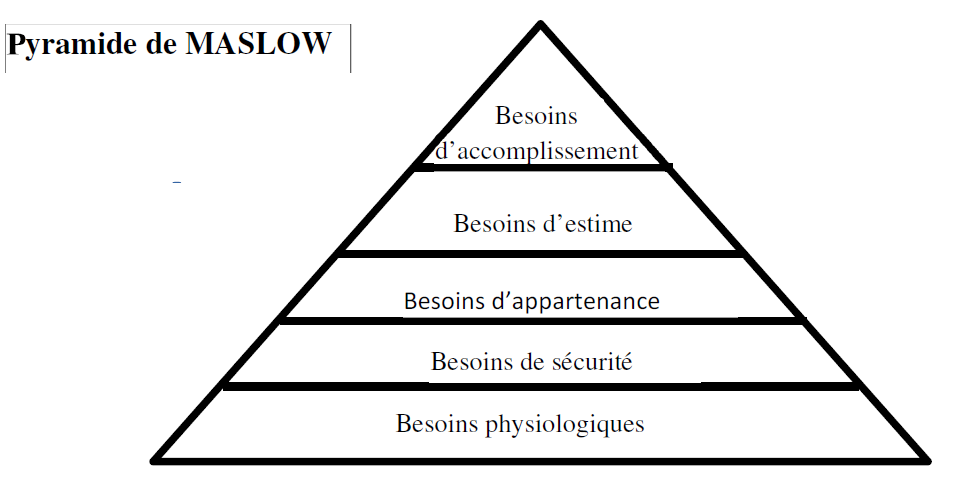 Pyramide de MASLOW
Besoins
d’accomplissement
Besoins d’estime
Besoins d’appartenance
Besoins de sécurité
Besoins physiologiques